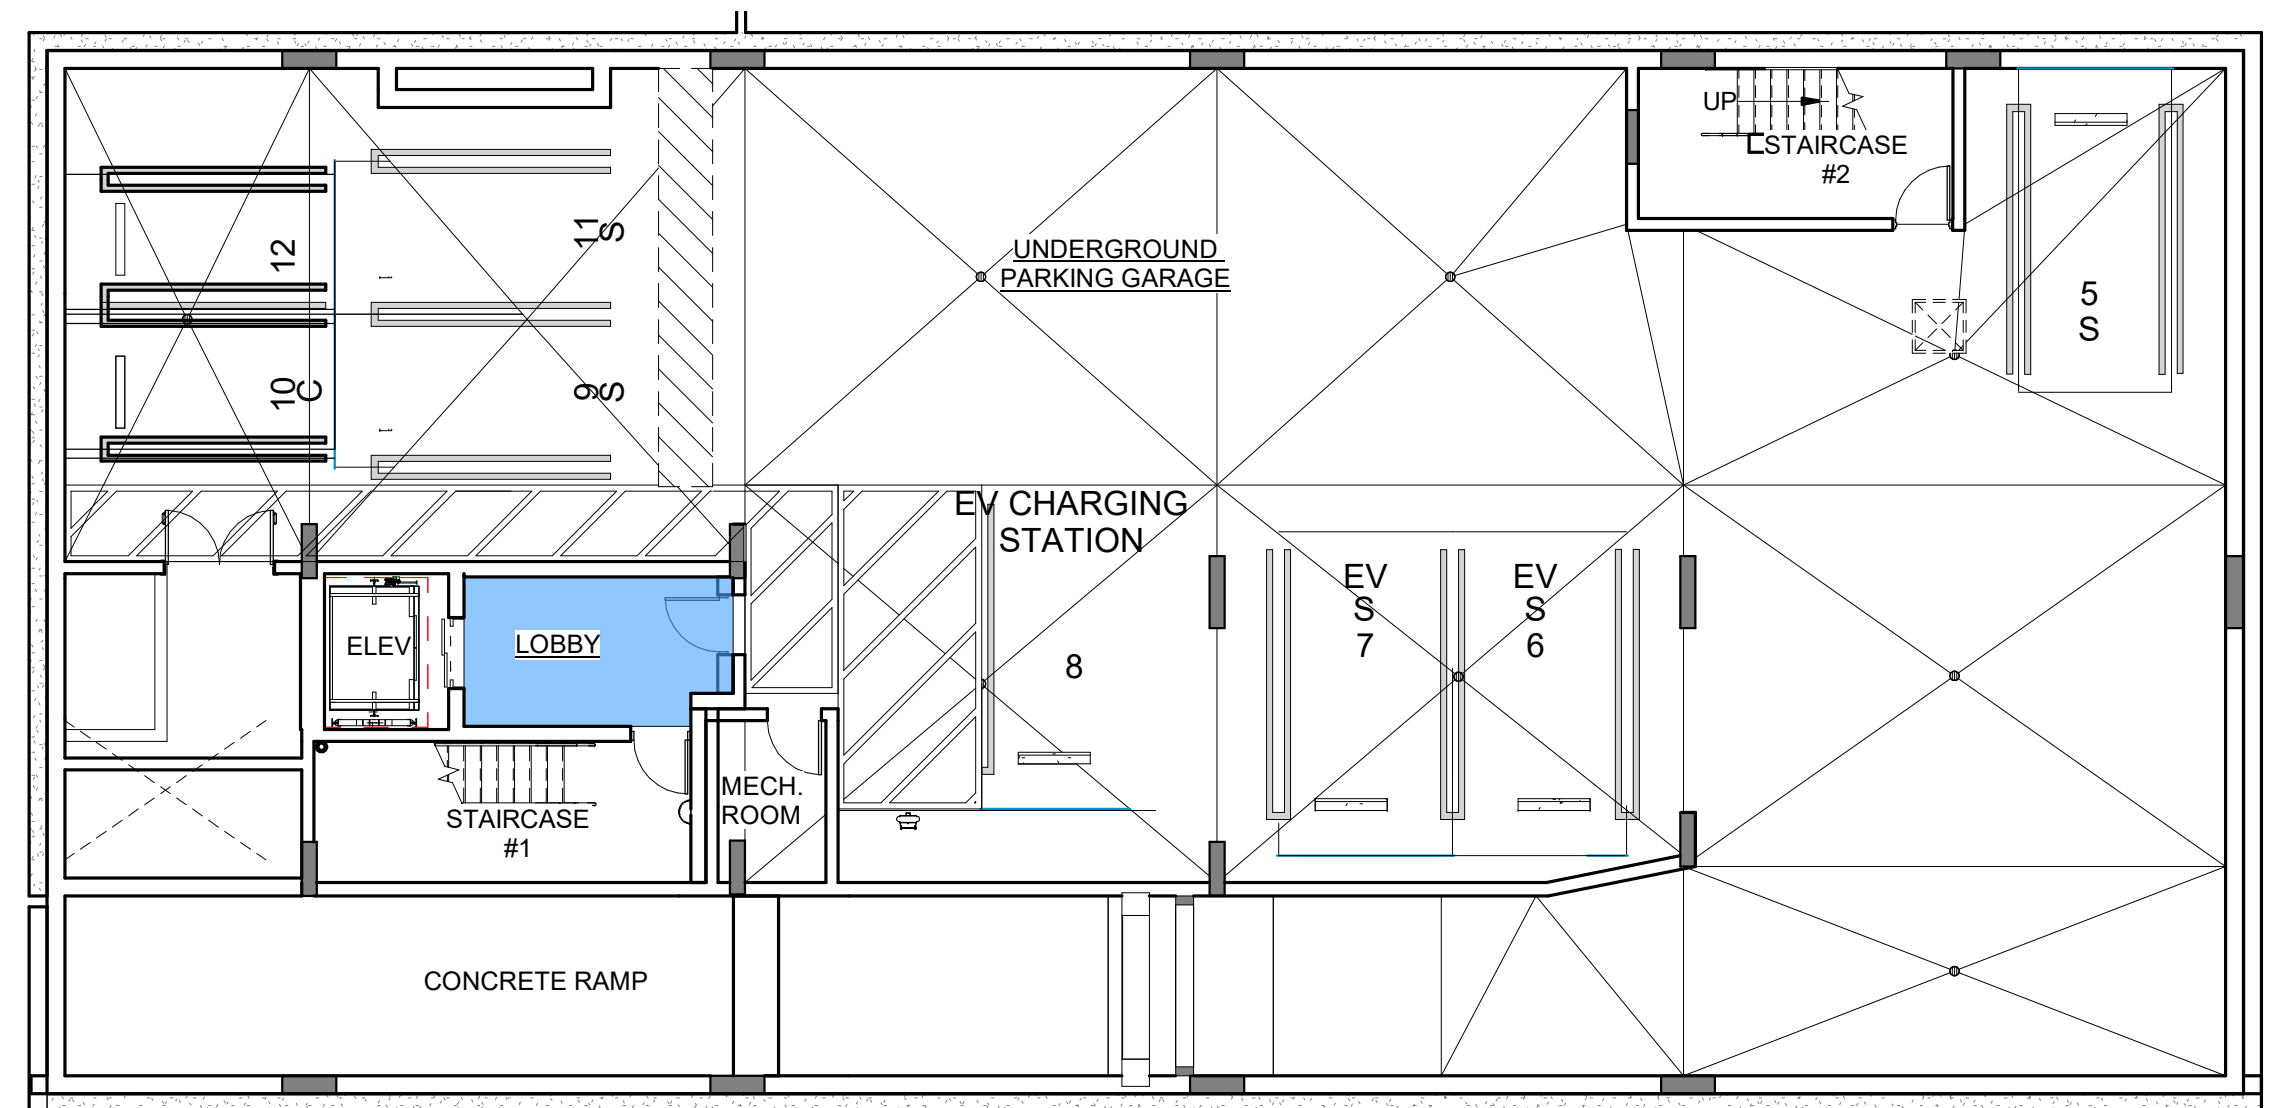 UP
STAIRCASE
#2
12
11
S
UNDERGROUND
PARKING GARAGE
5
S
10
C
9
S
EV CHARGING
STATION
EV
S
7
EV
S
6
ELEV
LOBBY
8
MECH.
ROOM
STAIRCASE
#1
CONCRETE RAMP